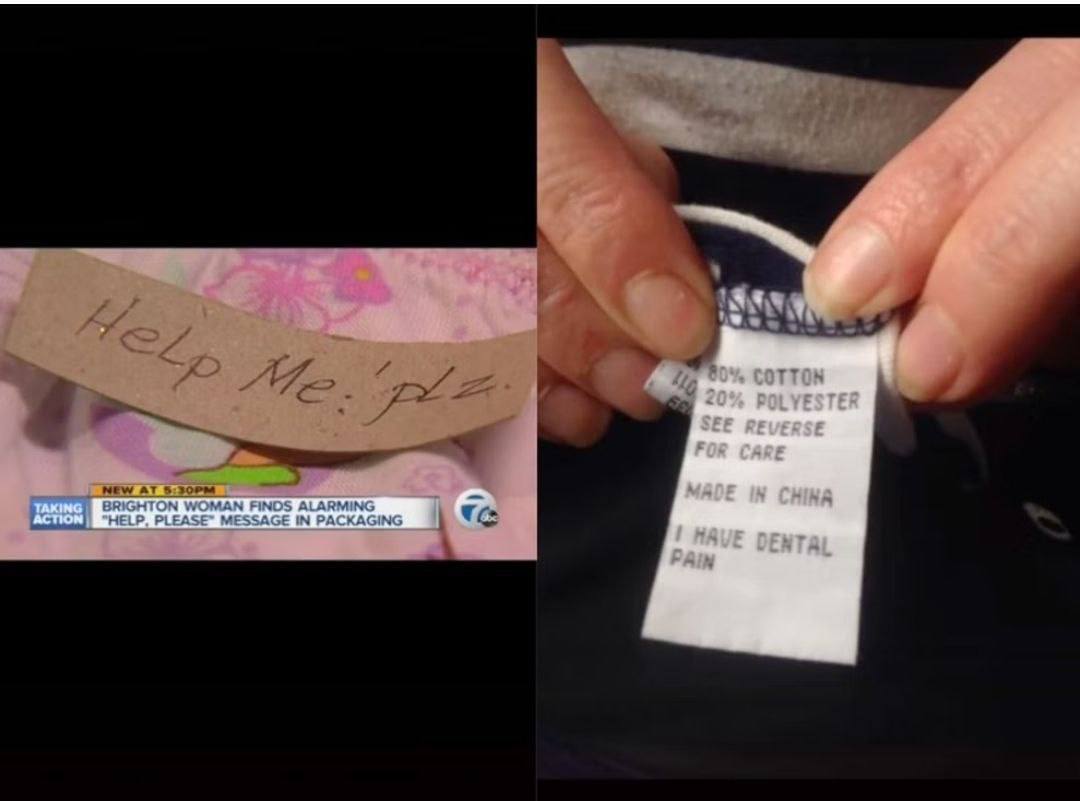 HeLp Me: 'plz.
NEW AT 5:30PM
TAKING
ACTION
BRIGHTON WOMAN FINDS ALARMING
"HELP, PLEASE" MESSAGE IN PACKAGING
7abc
80% COTTON
20% POLYESTER
SEE REVERSE
FOR CARE
MADE IN CHINA
I HAVE DENTAL
PAIN